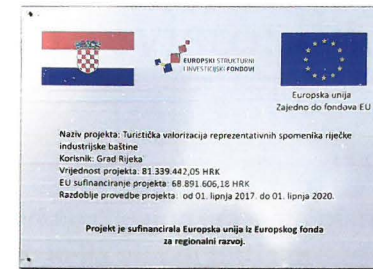 EUROPSKI STRUKTURNI
I INVESTICIJSKI FONDOVI
Europska unija
Zajedno do fondova EU
Naziv projekta: Turistička valorizacija reprezentativnih spomenika riječke
industrijske baštine
Korisnik: Grad Rijeka
Vrijednost projekta: 81.339.442,05 HRK
EU sufinanciranje projekta: 68.891.606,18 HRK
Razdoblje provedbe projekta: od 01. lipnja 2017. do 01. lipnja 2020.
Projekt je sufinancirala Europska unija iz Europskog fonda
za regionalni razvoj.